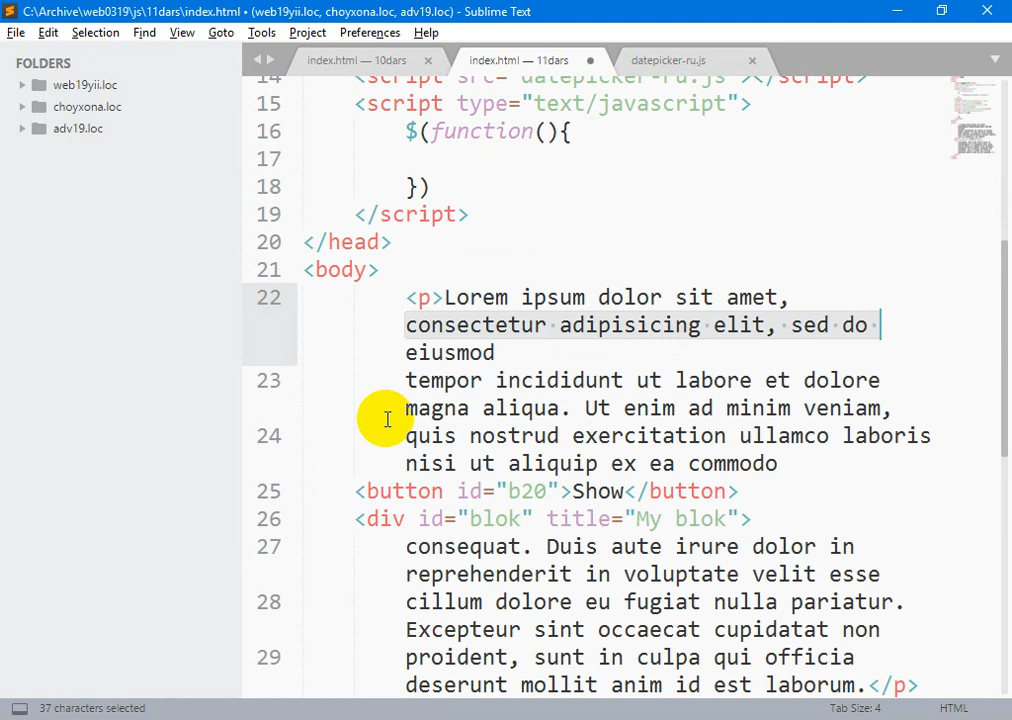 C:\Archive\web0319\js\11dars\index.html • (web19yii.loc, choyxona.loc, adv19.loc) - Sublime Text
File Edit Selection Find View Goto Tools Project Preferences Help
FOLDERS
web19yii.loc
choyxona.loc
adv19.loc
index.html — 10dars
index.html — 11dars
datepicker-ru.js
14 <script src="datepicker-ru.js"></script>
15 <script type="text/javascript">
16 $(function(){
17
18 })
19 </script>
20 </head>
21 <body>
22 <p>Lorem ipsum dolor sit amet,
consectetur adipisicing elit, sed do
eiusmod
23 tempor incididunt ut labore et dolore
magna aliqua. Ut enim ad minim veniam,
24 quis nostrud exercitation ullamco laboris
nisi ut aliquip ex ea commodo
25 <button id="b20">Show</button>
26 <div id="blok" title="My blok">
27 consequat. Duis aute irure dolor in
reprehenderit in voluptate velit esse
28 cillum dolore eu fugiat nulla pariatur.
Excepteur sint occaecat cupidatat non
29 proident, sunt in culpa qui officia
deserunt mollit anim id est laborum.</p>
37 characters selected
Tab Size: 4
HTML